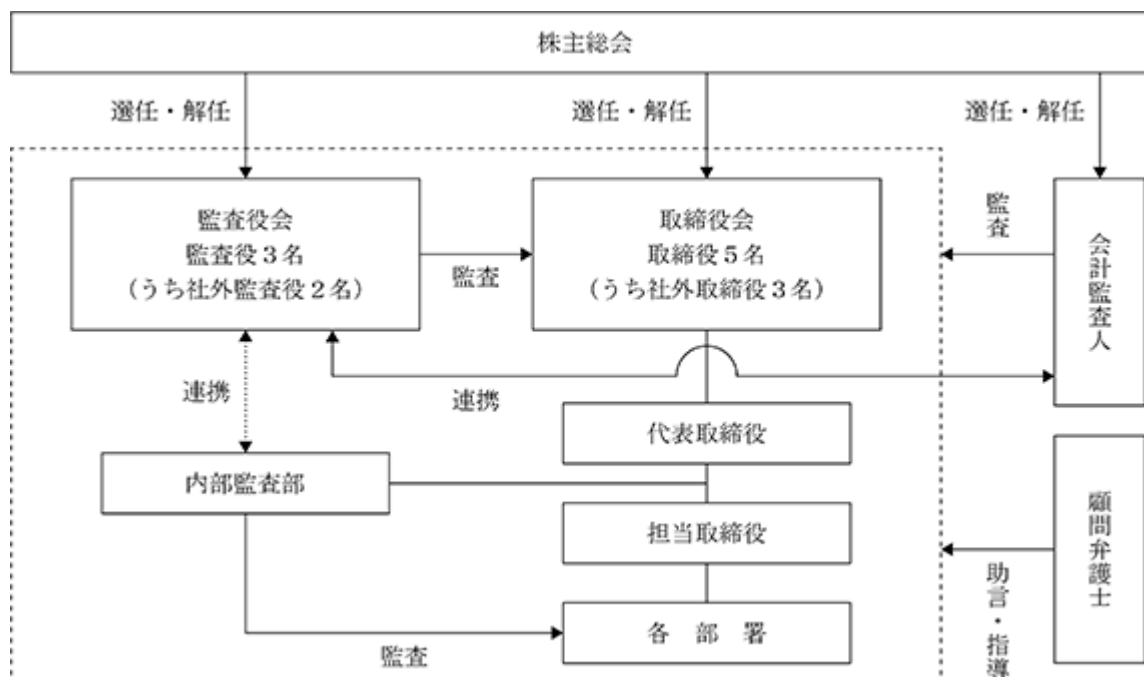 株主総会
選任・解任
選任・解任
選任・解任
監査役会
監査役3名
（うち社外監査役2名）
監査
取締役会
取締役5名
（うち社外取締役3名）
監査
会計監査人
連携
連携
代表取締役
内部監査部
担当取締役
顧問弁護士
助言・指導
各　部　署
監査